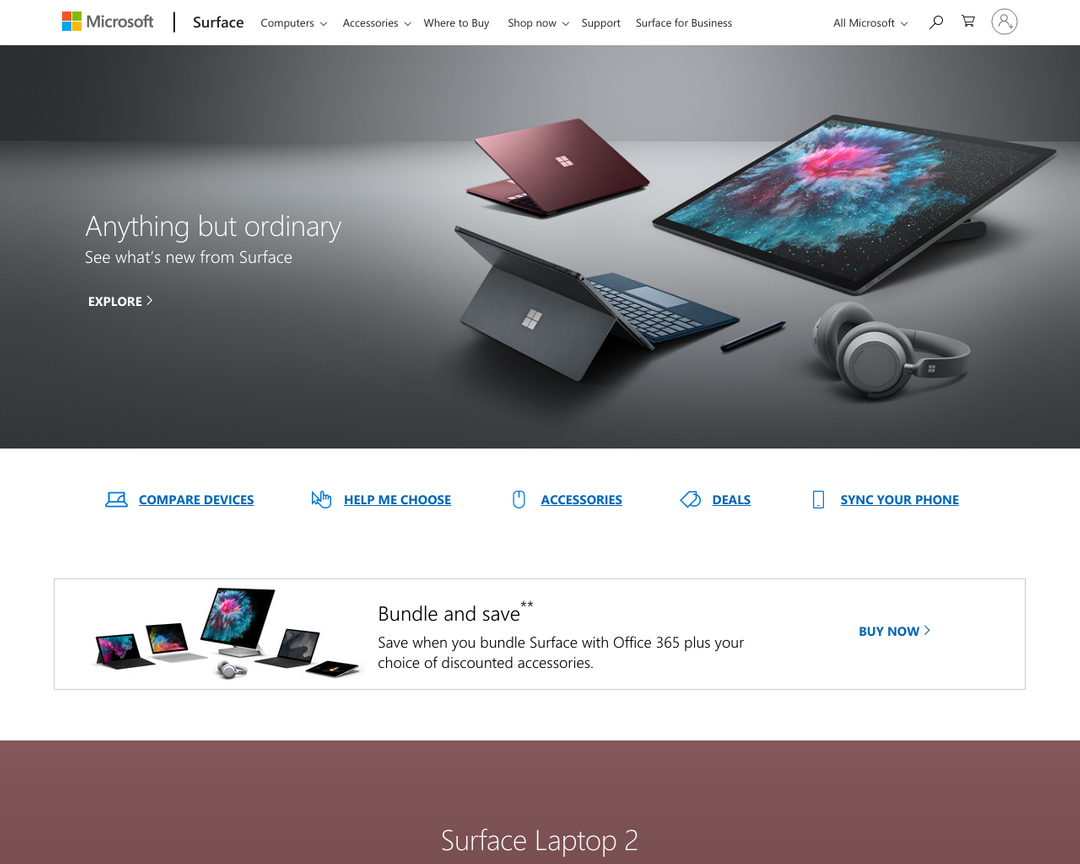 Microsoft
Surface
Computers
Accessories
Where to Buy
Shop now
Support
Surface for Business
All Microsoft
Anything but ordinary
See what's new from Surface
EXPLORE
COMPARE DEVICES
HELP ME CHOOSE
ACCESSORIES
DEALS
SYNC YOUR PHONE
Bundle and save**
Save when you bundle Surface with Office 365 plus your
choice of discounted accessories.
BUY NOW
Surface Laptop 2